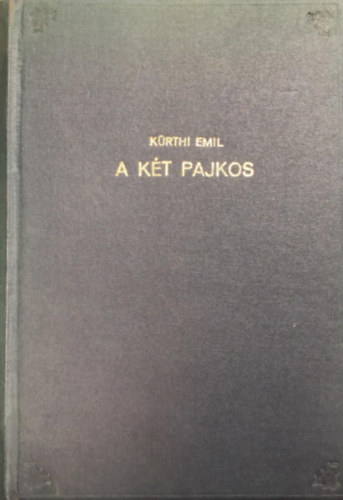 KÜRTHI EMIL
A KÉT PAJKOS